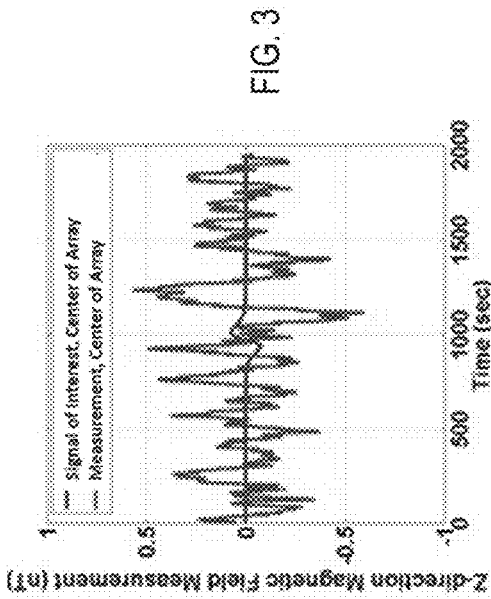 FIG. 3
Z-direction Magnetic Field Measurement (nT)
1
0.5
0
-0.5
-1
Signal of Interest, Center of Array
Measurement, Center of Array
0
500
1000
1500
2000
Time (sec)